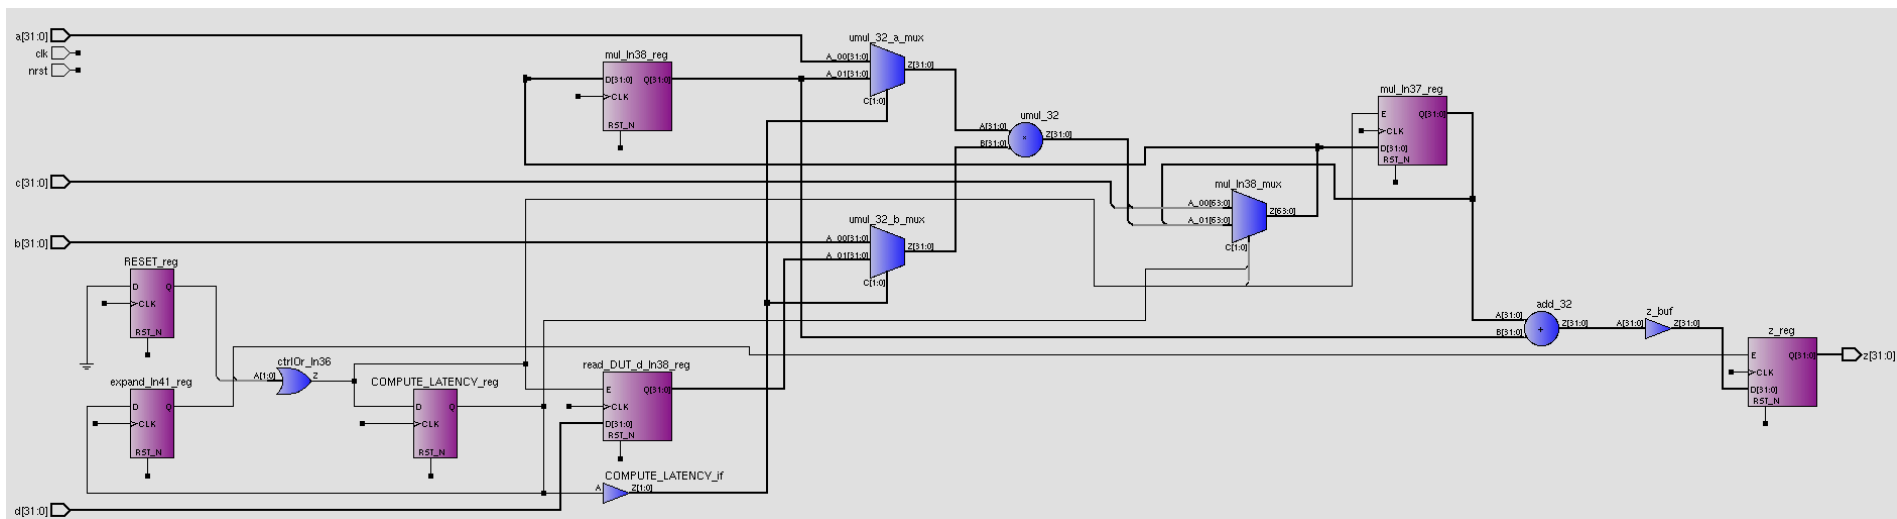 a[31:0]
clk
nrst
mul_ln38_reg
D[31:0] Q[31:0]
CLK
RST_N
umul_32_a_mux
A_00[31:0] Z[31:0]
A_01[31:0]
C[1:0]
umul_32
A[31:0] Z[31:0]
B[31:0]
×
mul_ln37_reg
E Q[31:0]
CLK
D[31:0]
RST_N
c[31:0]
mul_ln38_mux
A_00[63:0] Z[63:0]
A_01[63:0]
C[1:0]
b[31:0]
umul_32_b_mux
A_00[31:0] Z[31:0]
A_01[31:0]
C[1:0]
RESET_reg
D Q
CLK
RST_N
ctrlOr_ln36
A[1:0] Z
expand_ln41_reg
D Q
CLK
RST_N
COMPUTE_LATENCY_reg
D Q
CLK
RST_N
read_DUT_d_ln38_reg
E Q[31:0]
CLK
D[31:0]
RST_N
COMPUTE_LATENCY_if
A Z[1:0]
add_32
A[31:0] Z[31:0]
B[31:0]
+
z_buf
A[31:0] Z[31:0]
z_reg
E Q[31:0]
CLK
D[31:0]
RST_N
z[31:0]
d[31:0]